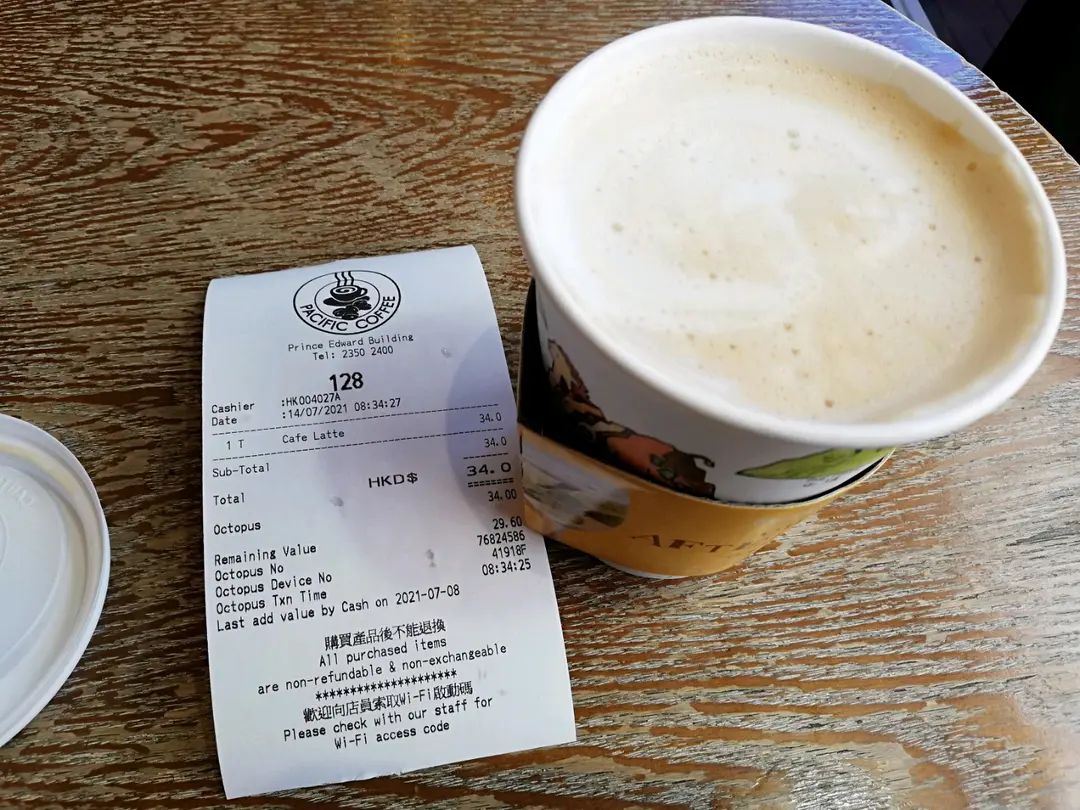 PACIFIC COFFEE
Prince Edward Building
Tel: 2350 2400
128
Cashier :HK004027A
Date :14/07/2021 08:34:27
1 T Cafe Latte 34.0
Sub-Total 34.0
Total HKD$ 34.0
Octopus 34.00
Remaining Value 29.60
Octopus No 76824586
Octopus Device No 41918F
Octopus Txn Time 08:34:25
Last add value by Cash on 2021-07-08
購買產品後不能退換
All purchased items
are non-refundable & non-exchangeable
********************
歡迎向店員索取Wi-Fi啟動碼
Please check with our staff for
Wi-Fi access code